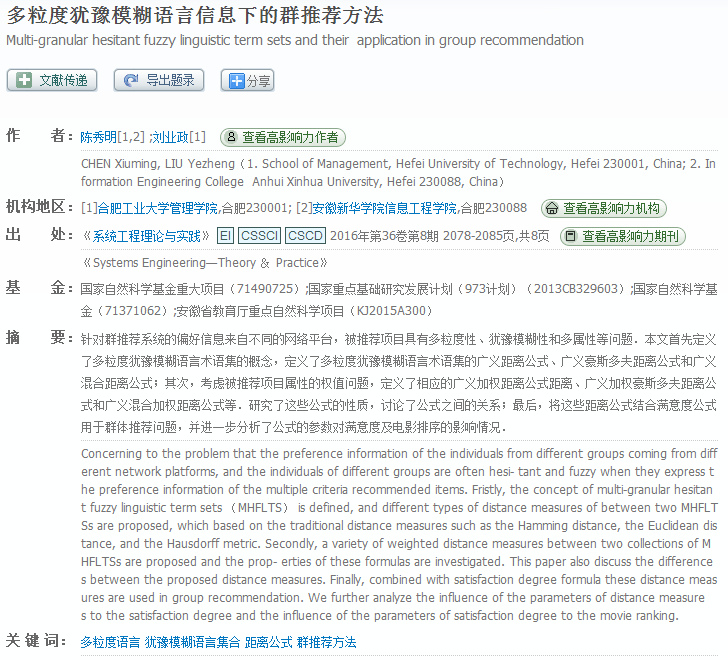 多粒度犹豫模糊语言信息下的群推荐方法
Multi-granular hesitant fuzzy linguistic term sets and their application in group recommendation
文献传递 导出题录 分享
作 者：陈秀明[1,2] ;刘业政[1] 查看高影响力作者
CHEN Xiuming, LIU Yezheng（1. School of Management, Hefei University of Technology, Hefei 230001, China; 2. In
formation Engineering College Anhui Xinhua University, Hefei 230088, China）
机构地区：[1]合肥工业大学管理学院,合肥230001; [2]安徽新华学院信息工程学院,合肥230088 查看高影响力机构
出 处：《系统工程理论与实践》 EI CSSCI CSCD 2016年第36卷第8期 2078-2085页,共8页 查看高影响力期刊
《Systems Engineering—Theory & Practice》
基 金：国家自然科学基金重大项目（71490725）;国家重点基础研究发展计划（973计划）（2013CB329603）;国家自然科学基
金（71371062）;安徽省教育厅重点自然科学项目（KJ2015A300）
摘 要：针对群推荐系统的偏好信息来自不同的网络平台，被推荐项目具有多粒度性、犹豫模糊性和多属性等问题．本文首先定义
了多粒度犹豫模糊语言术语集的概念，定义了多粒度犹豫模糊语言术语集的广义距离公式、广义豪斯多夫距离公式和广义
混合距离公式；其次，考虑被推荐项目属性的权值问题，定义了相应的广义加权距离公式距离、广义加权豪斯多夫距离公
式和广义混合加权距离公式等．研究了这些公式的性质，讨论了公式之间的关系；最后，将这些距离公式结合满意度公式
用于群体推荐问题，并进一步分析了公式的参数对满意度及电影排序的影响情况．
Concerning to the problem that the preference information of the individuals from different groups coming from diff
erent network platforms, and the individuals of different groups are often hesi- tant and fuzzy when they express t
he preference information of the multiple criteria recommended items. Fristly, the concept of multi-granular hesitan
t fuzzy linguistic term sets （MHFLTS） is defined, and different types of distance measures of between two MHFLT
Ss are proposed, which based on the traditional distance measures such as the Hamming distance, the Euclidean dis
tance, and the Hausdorff metric. Secondly, a variety of weighted distance measures between two collections of M
HFLTSs are proposed and the prop- erties of these formulas are investigated. This paper also discuss the difference
s between the proposed distance measures. Finally, combined with satisfaction degree formula these distance meas
ures are used in group recommendation. We further analyze the influence of the parameters of distance measure
s to the satisfaction degree and the influence of the parameters of satisfaction degree to the movie ranking.
关 键 词：多粒度语言 犹豫模糊语言集合 距离公式 群推荐方法